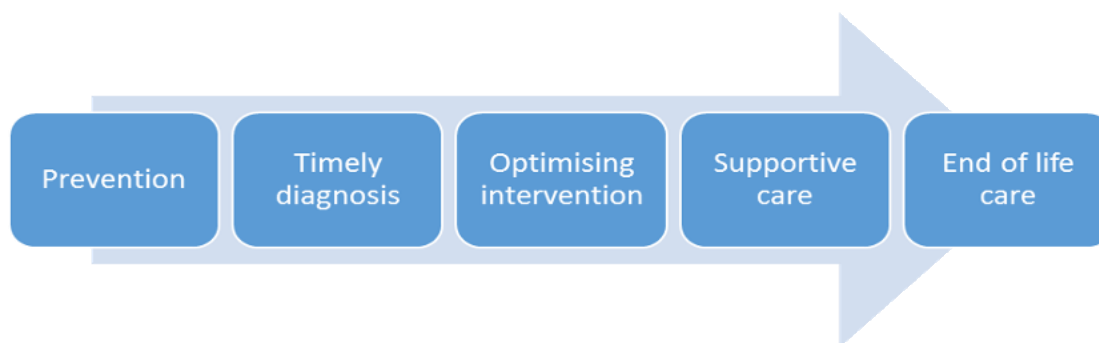 Prevention
Timely
diagnosis
Optimising
intervention
Supportive
care
End of life
care